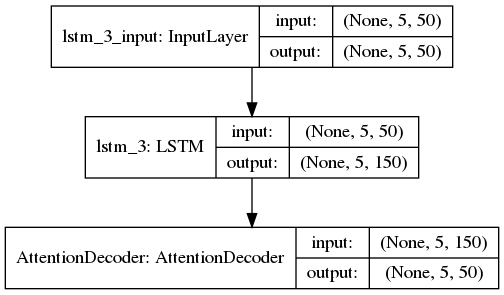 lstm_3_input: InputLayer
input: (None, 5, 50)
output: (None, 5, 50)
lstm_3: LSTM
input: (None, 5, 50)
output: (None, 5, 150)
AttentionDecoder: AttentionDecoder
input: (None, 5, 150)
output: (None, 5, 50)